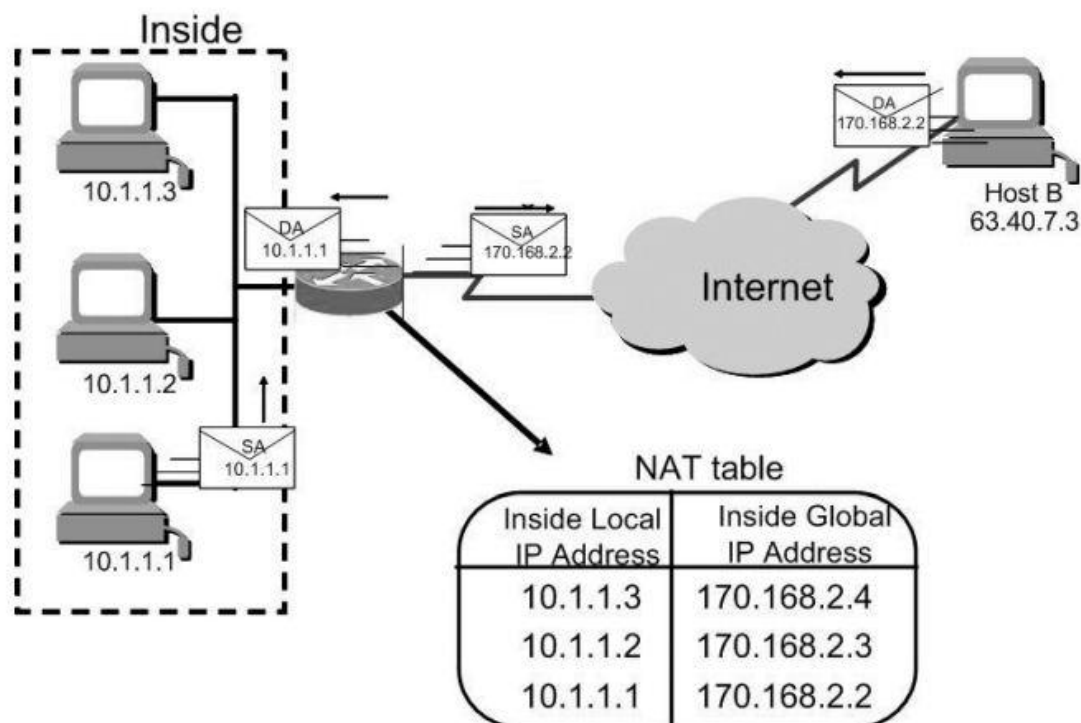 Inside
10.1.1.3
10.1.1.2
SA
10.1.1.1
10.1.1.1
DA
10.1.1.1
SA
170.168.2.2
DA
170.168.2.2
Host B
63.40.7.3
Internet
NAT table
Inside Local Inside Global
IP Address IP Address
10.1.1.3 170.168.2.4
10.1.1.2 170.168.2.3
10.1.1.1 170.168.2.2